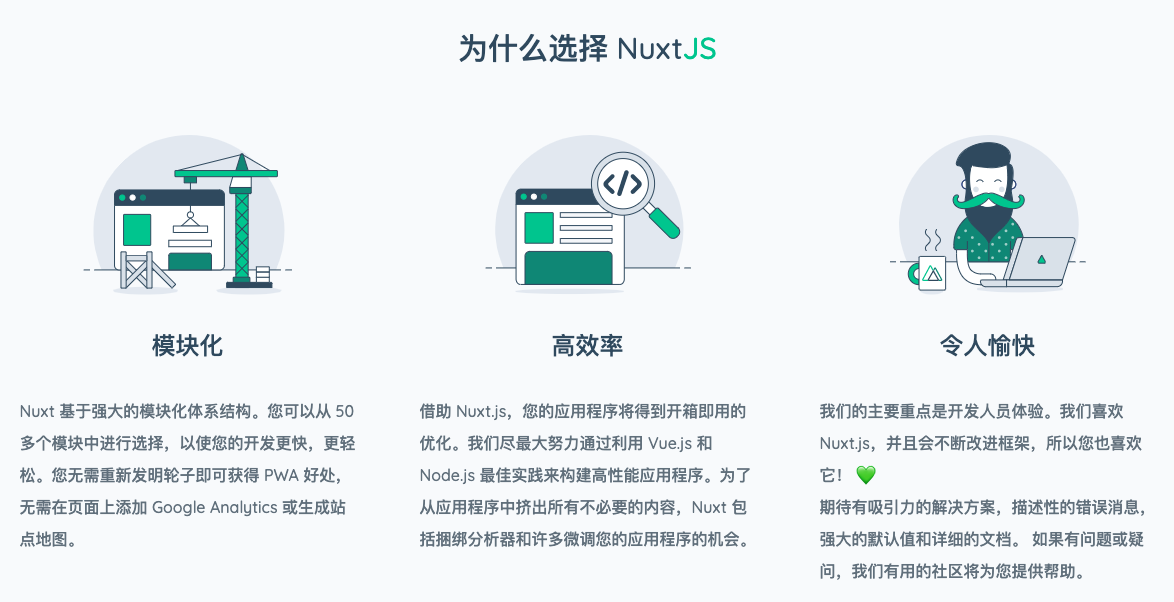 为什么选择 NuxtJS
模块化
Nuxt 基于强大的模块化体系结构。您可以从 50
多个模块中进行选择，以使您的开发更快，更轻
松。您无需重新发明轮子即可获得 PWA 好处，
无需在页面上添加 Google Analytics 或生成站
点地图。
高效率
借助 Nuxt.js，您的应用程序将得到开箱即用的
优化。我们尽最大努力通过利用 Vue.js 和
Node.js 最佳实践来构建高性能应用程序。为了
从应用程序中挤出所有不必要的内容，Nuxt 包
括捆绑分析器和许多微调您的应用程序的机会。
令人愉快
我们的主要重点是开发人员体验。我们喜欢
Nuxt.js，并且会不断改进框架，所以您也喜欢
它！ 💚
期待有吸引力的解决方案，描述性的错误消息，
强大的默认值和详细的文档。 如果有问题或疑
问，我们有用的社区将为您提供帮助。